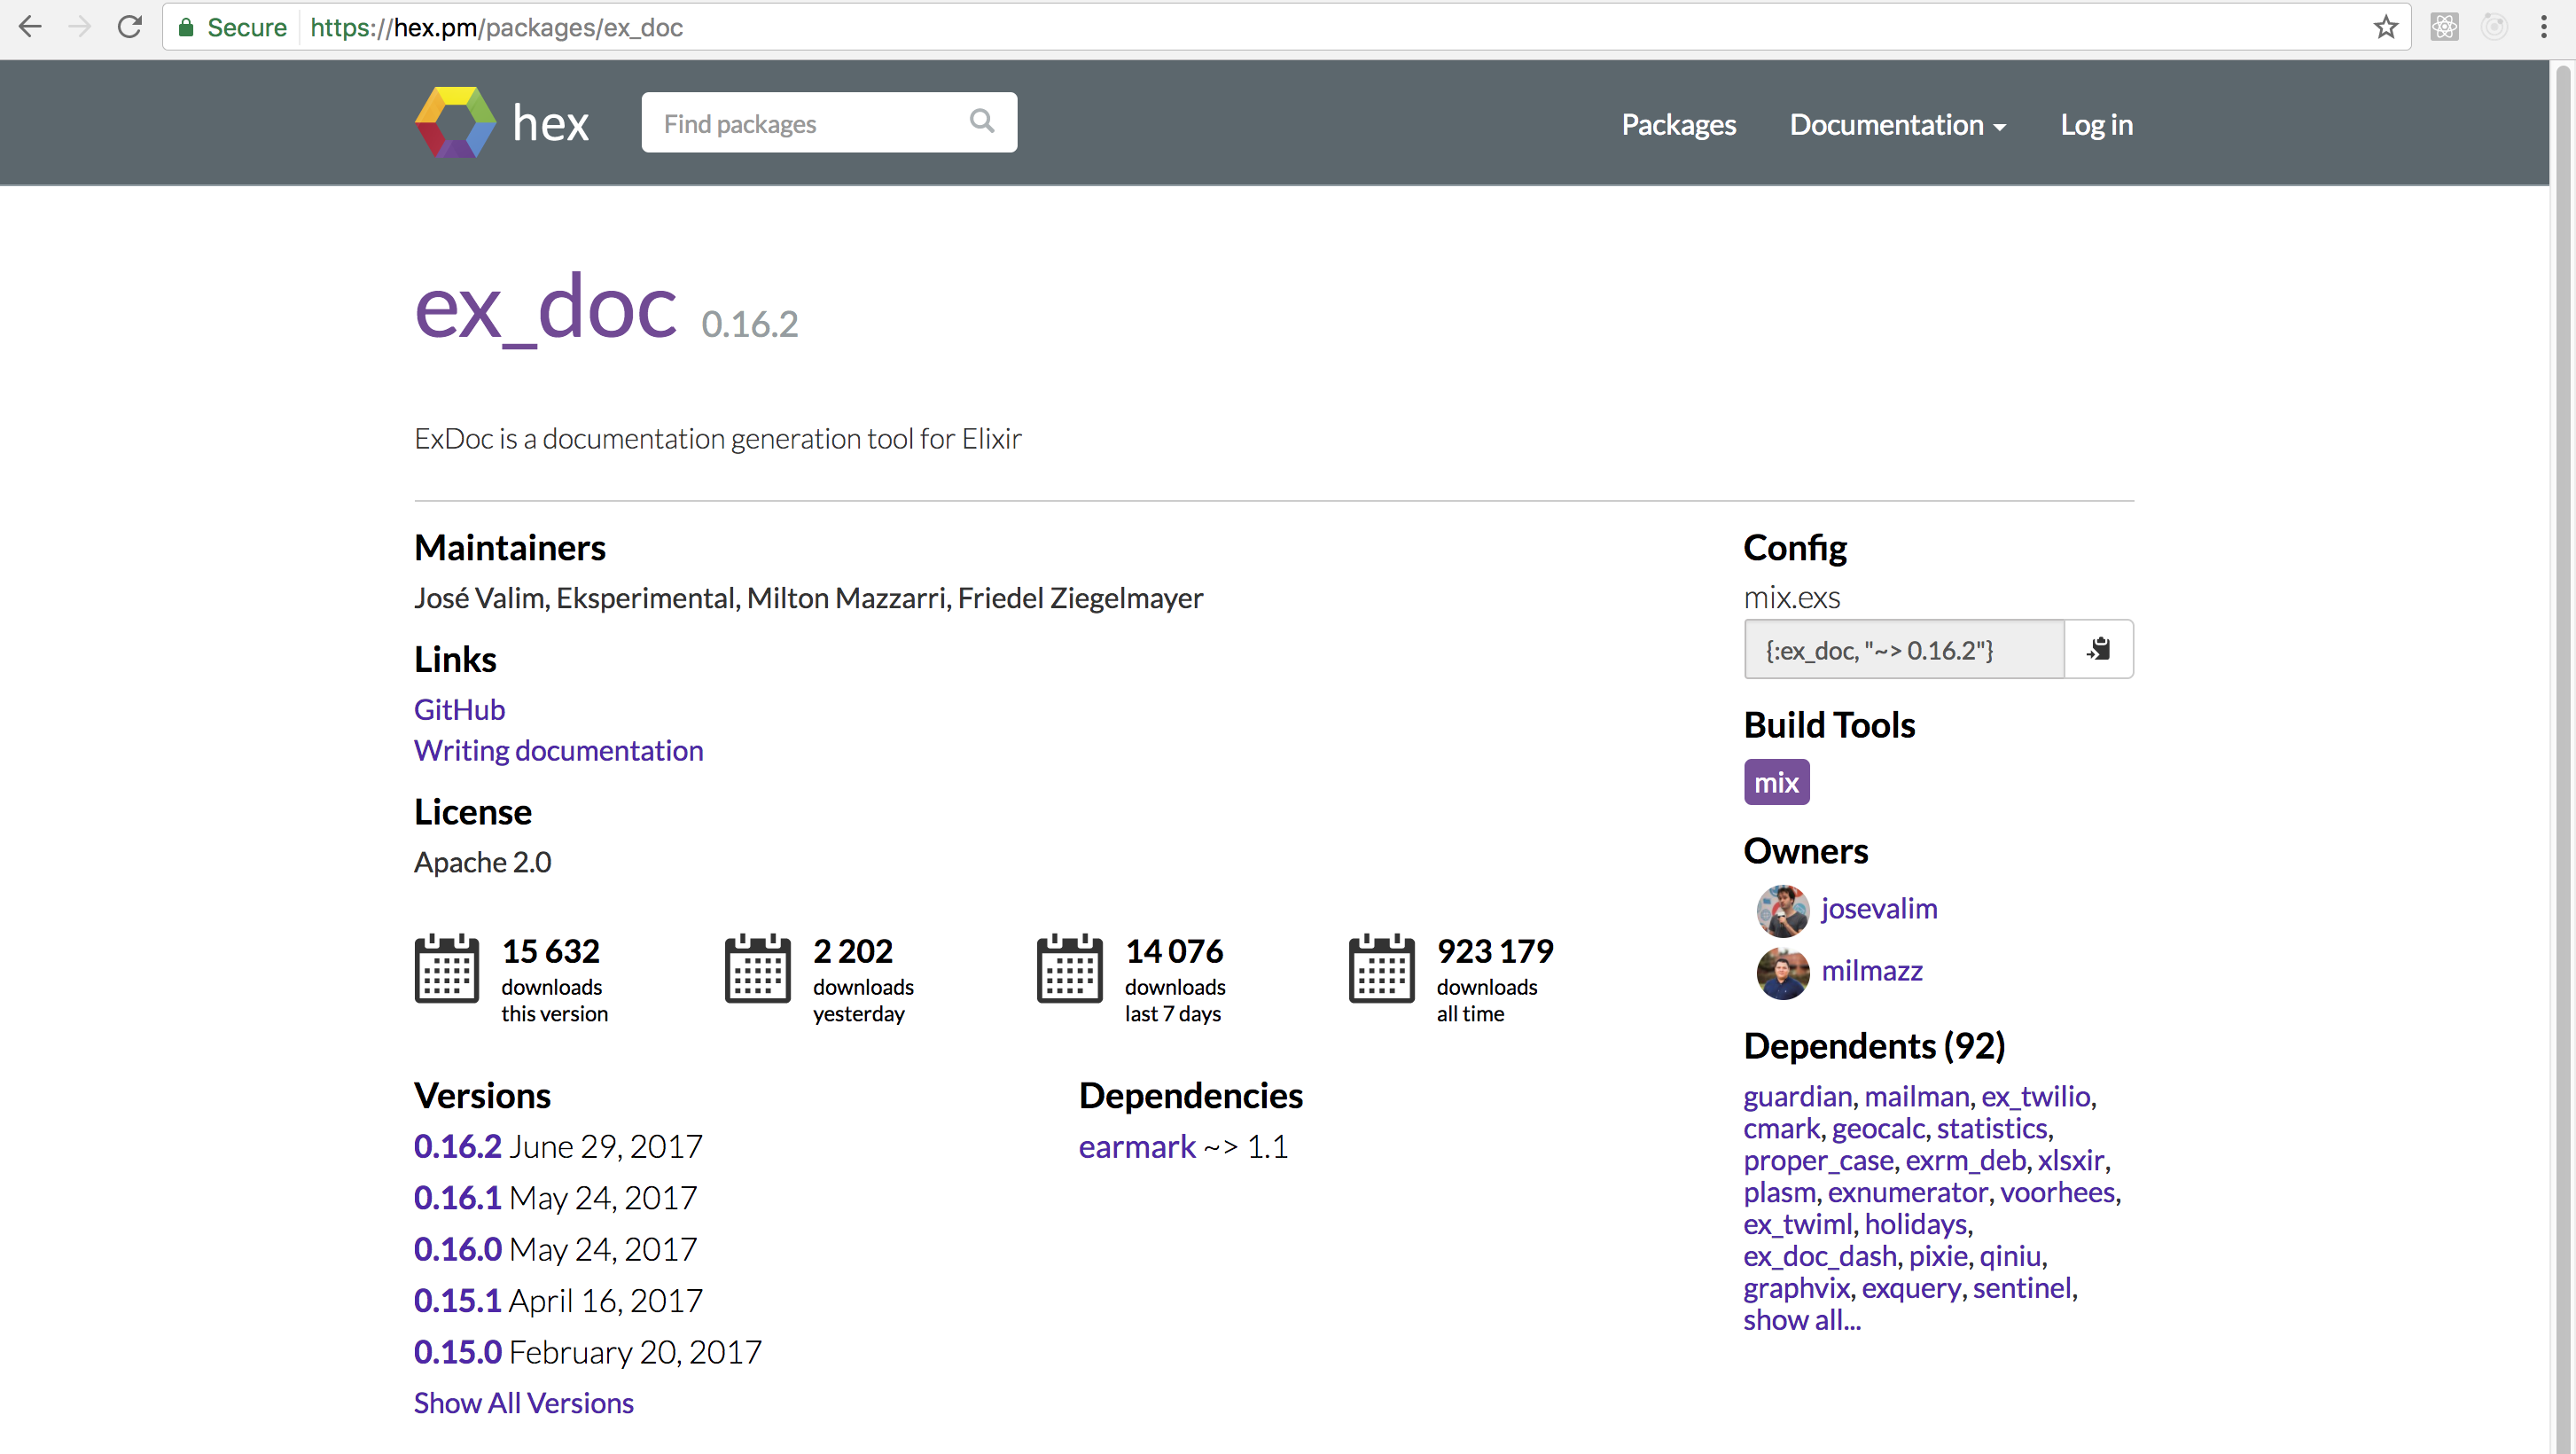 Secure https://hex.pm/packages/ex_doc
hex
Find packages
Packages Documentation Log in
ex_doc 0.16.2
ExDoc is a documentation generation tool for Elixir
Maintainers
José Valim, Eksperimental, Milton Mazzarri, Friedel Ziegelmayer
Links
GitHub
Writing documentation
License
Apache 2.0
15 632
downloads
this version
2 202
downloads
yesterday
14 076
downloads
last 7 days
923 179
downloads
all time
Versions
0.16.2 June 29, 2017
0.16.1 May 24, 2017
0.16.0 May 24, 2017
0.15.1 April 16, 2017
0.15.0 February 20, 2017
Show All Versions
Dependencies
earmark ~> 1.1
Config
mix.exs
{:ex_doc, "~> 0.16.2"}
Build Tools
mix
Owners
josevalim
milmazz
Dependents (92)
guardian, mailman, ex_twilio,
cmark, geocalc, statistics,
proper_case, exrm_deb, xlsxir,
plasm, exnumerator, voorhees,
ex_twiml, holidays,
ex_doc_dash, pixie, qiniu,
graphvix, exquery, sentinel,
show all...